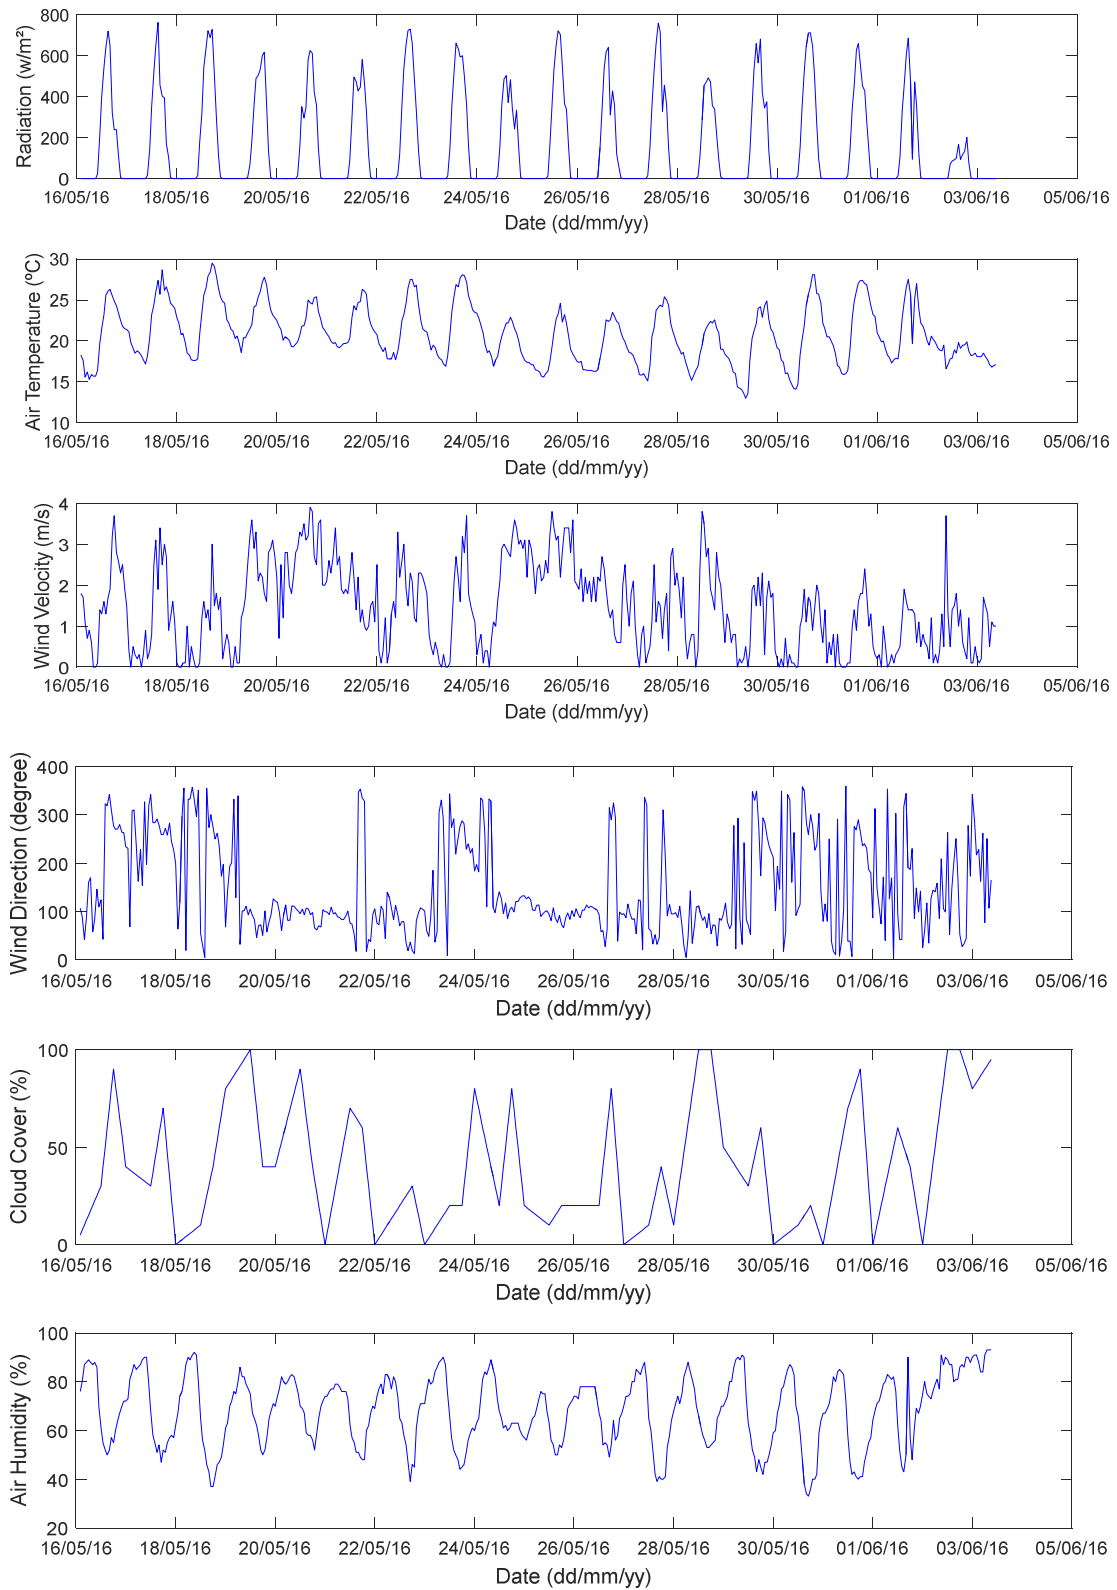 Radiation (w/m²)
800
600
400
200
0
16/05/16 18/05/16 20/05/16 22/05/16 24/05/16 26/05/16 28/05/16 30/05/16 01/06/16 03/06/16 05/06/16
Date (dd/mm/yy)
Air Temperature (ºC)
30
25
20
15
10
16/05/16 18/05/16 20/05/16 22/05/16 24/05/16 26/05/16 28/05/16 30/05/16 01/06/16 03/06/16 05/06/16
Date (dd/mm/yy)
Wind Velocity (m/s)
4
3
2
1
0
16/05/16 18/05/16 20/05/16 22/05/16 24/05/16 26/05/16 28/05/16 30/05/16 01/06/16 03/06/16 05/06/16
Date (dd/mm/yy)
Wind Direction (degree)
400
300
200
100
0
16/05/16 18/05/16 20/05/16 22/05/16 24/05/16 26/05/16 28/05/16 30/05/16 01/06/16 03/06/16 05/06/16
Date (dd/mm/yy)
Cloud Cover (%)
100
50
0
16/05/16 18/05/16 20/05/16 22/05/16 24/05/16 26/05/16 28/05/16 30/05/16 01/06/16 03/06/16 05/06/16
Date (dd/mm/yy)
Air Humidity (%)
100
80
60
40
20
16/05/16 18/05/16 20/05/16 22/05/16 24/05/16 26/05/16 28/05/16 30/05/16 01/06/16 03/06/16 05/06/16
Date (dd/mm/yy)